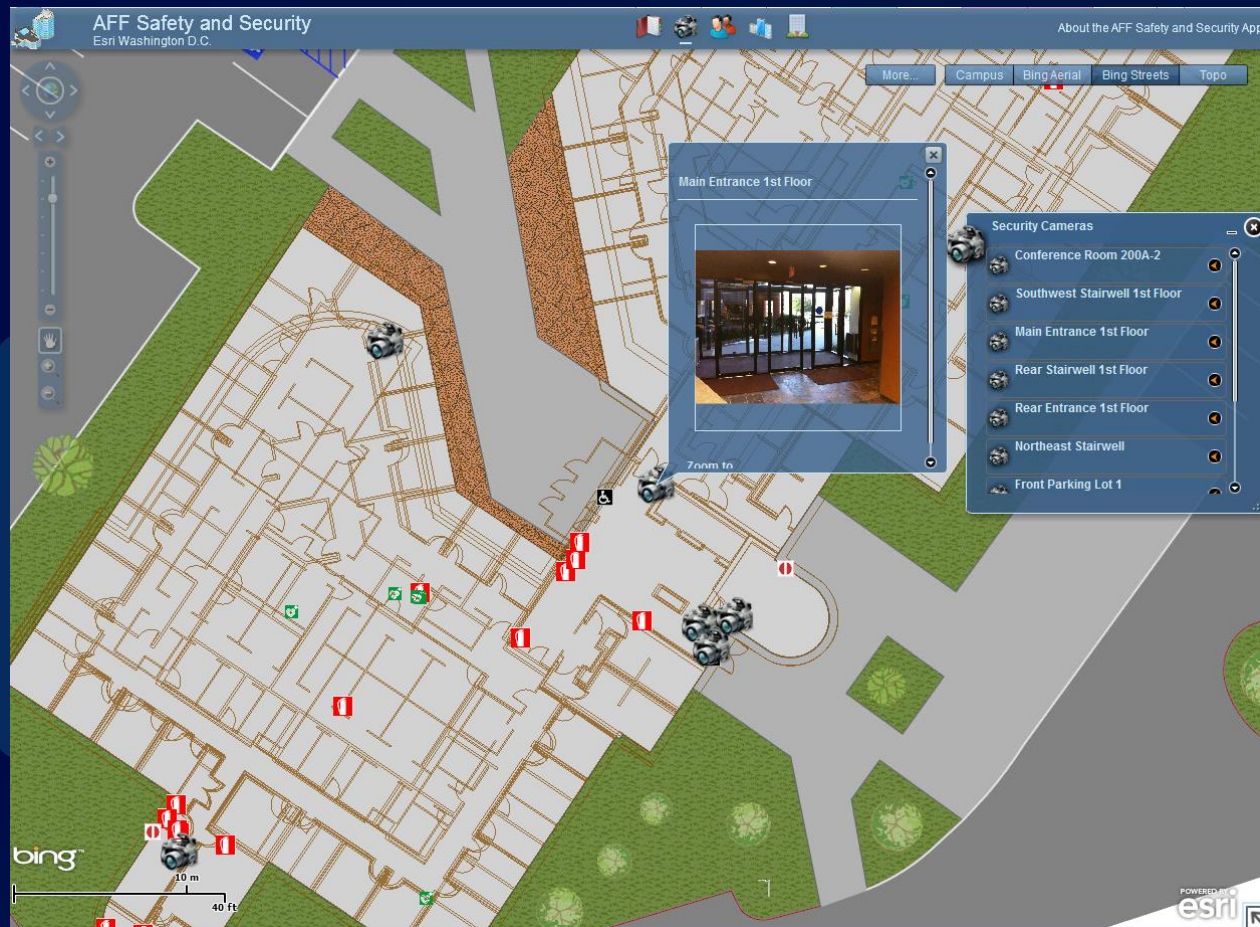 AFF Safety and Security
Esri Washington D.C.
About the AFF Safety and Security App
More...
Campus
Bing Aerial
Bing Streets
Topo
Main Entrance 1st Floor
Zoom to
Security Cameras
Conference Room 200A-2
Southwest Stairwell 1st Floor
Main Entrance 1st Floor
Rear Stairwell 1st Floor
Rear Entrance 1st Floor
Northeast Stairwell
Front Parking Lot 1
bing™
10 m
40 ft
POWERED BY
esri